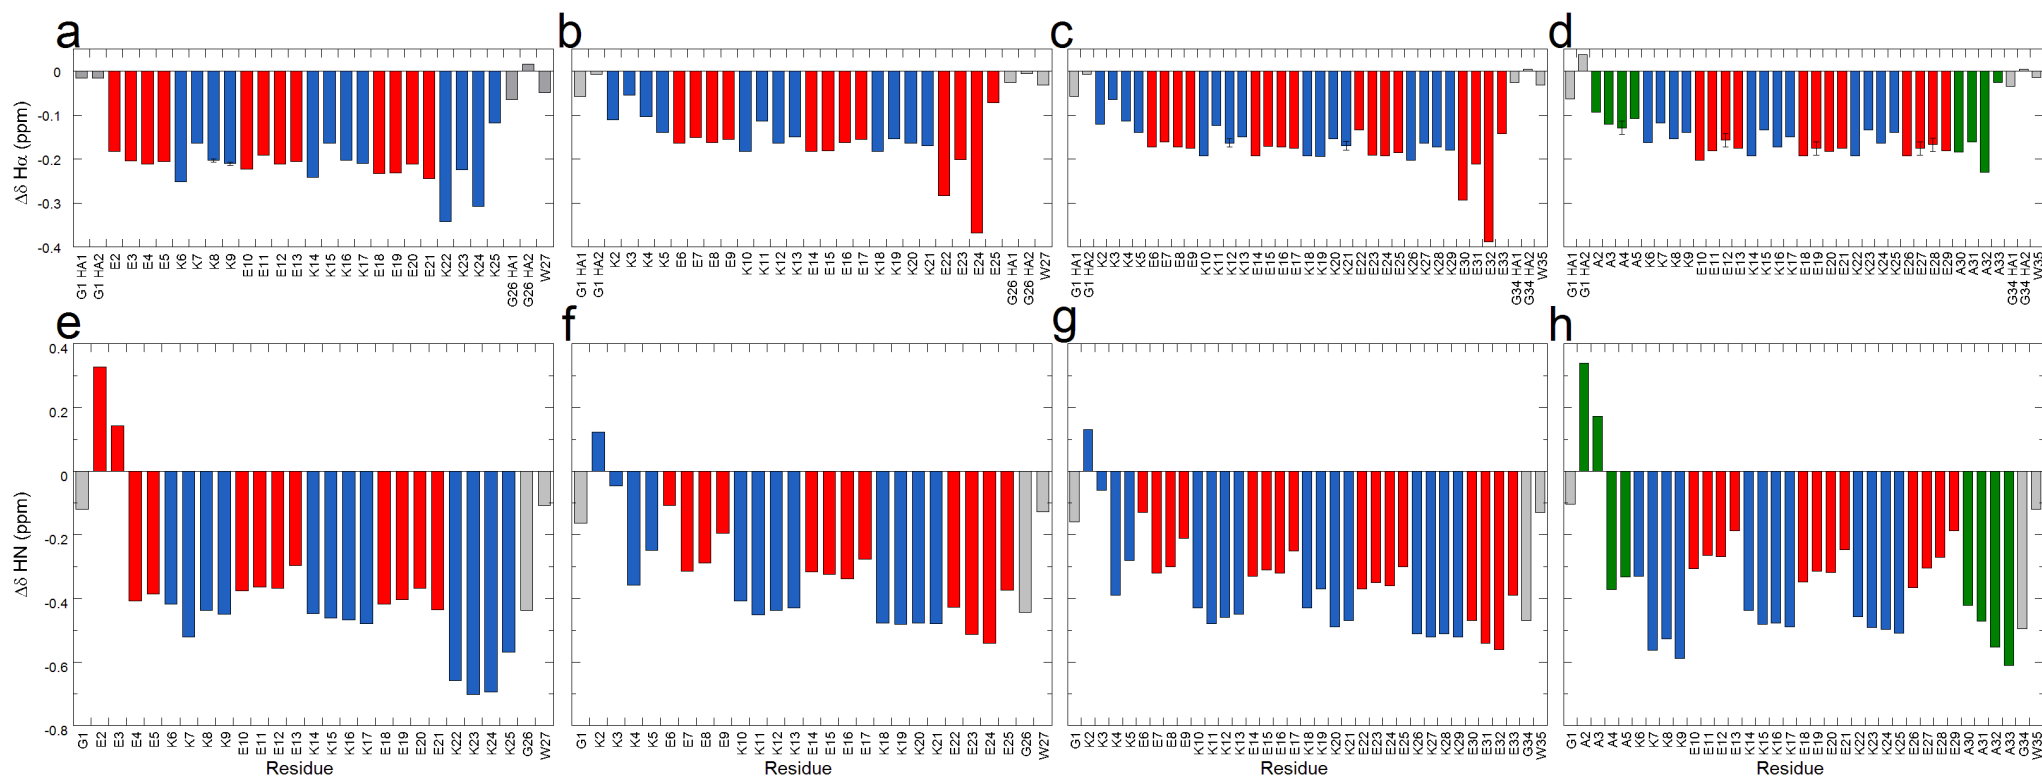 a
b
c
d
Δδ Hα (ppm)
0
-0.1
-0.2
-0.3
-0.4
G1 HA1 G1 HA2 E2 E3 E4 E5 K6 K7 K8 K9 E10 E11 E12 E13 K14 K15 K16 K17 E18 E19 E20 E21 K22 K23 K24 K25 G26 HA1 G26 HA2 W27
G1 HA1 G1 HA2 K2 K3 K4 K5 E6 E7 E8 E9 K10 K11 K12 K13 E14 E15 E16 E17 K18 K19 K20 K21 E22 E23 E24 E25 G26 HA1 G26 HA2 W27
G1 HA1 G1 HA2 K2 K3 K4 K5 E6 E7 E8 E9 K10 K11 K12 K13 E14 E15 E16 E17 K18 K19 K20 K21 E22 E23 E24 E25 K26 K27 K28 K29 E30 E31 E32 E33 G34 HA1 G34 HA2 W35
G1 HA1 G1 HA2 A2 A3 A4 A5 K6 K7 K8 K9 E10 E11 E12 E13 K14 K15 K16 K17 E18 E19 E20 E21 K22 K23 K24 K25 E26 E27 E28 E29 A30 A31 A32 A33 G34 HA1 G34 HA2 W35
e
f
g
h
Δδ HN (ppm)
0.4
0.2
0
-0.2
-0.4
-0.6
-0.8
G1 E2 E3 E4 E5 K6 K7 K8 K9 E10 E11 E12 E13 K14 K15 K16 K17 E18 E19 E20 E21 K22 K23 K24 K25 G26 W27
G1 K2 K3 K4 K5 E6 E7 E8 E9 K10 K11 K12 K13 E14 E15 E16 E17 K18 K19 K20 K21 E22 E23 E24 E25 G26 W27
G1 K2 K3 K4 K5 E6 E7 E8 E9 K10 K11 K12 K13 E14 E15 E16 E17 K18 K19 K20 K21 E22 E23 E24 E25 K26 K27 K28 K29 E30 E31 E32 E33 G34 W35
G1 A2 A3 A4 A5 K6 K7 K8 K9 E10 E11 E12 E13 K14 K15 K16 K17 E18 E19 E20 E21 K22 K23 K24 K25 E26 E27 E28 E29 A30 A31 A32 A33 G34 W35
Residue
Residue
Residue
Residue